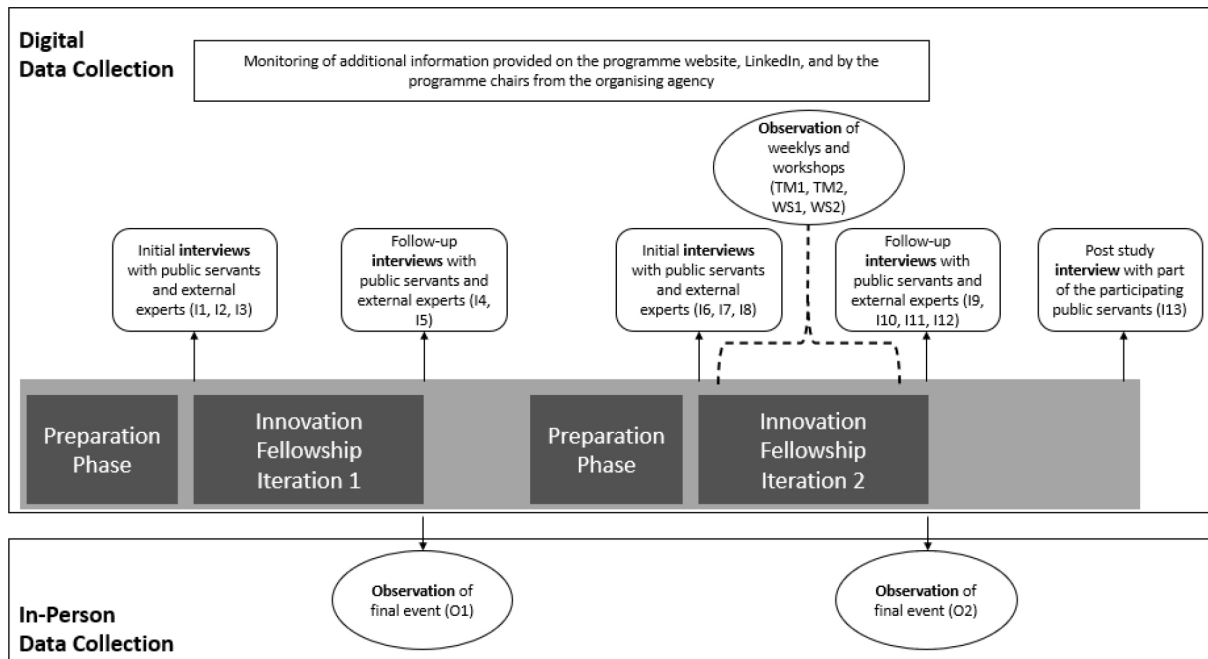 Digital
Data Collection
Monitoring of additional information provided on the programme website, LinkedIn, and by the
programme chairs from the organising agency
Observation of
weeklys and
workshops
(TM1, TM2,
WS1, WS2)
Initial interviews
with public servants
and external
experts (I1, I2, I3)
Follow-up
interviews with
public servants and
external experts (I4,
I5)
Initial interviews
with public servants
and external
experts (I6, I7, I8)
Follow-up
interviews with
public servants and
external experts (I9,
I10, I11, I12)
Post study
interview with part
of the participating
public servants (I13)
Preparation
Phase
Innovation
Fellowship
Iteration 1
Preparation
Phase
Innovation
Fellowship
Iteration 2
In-Person
Data Collection
Observation of
final event (O1)
Observation of
final event (O2)